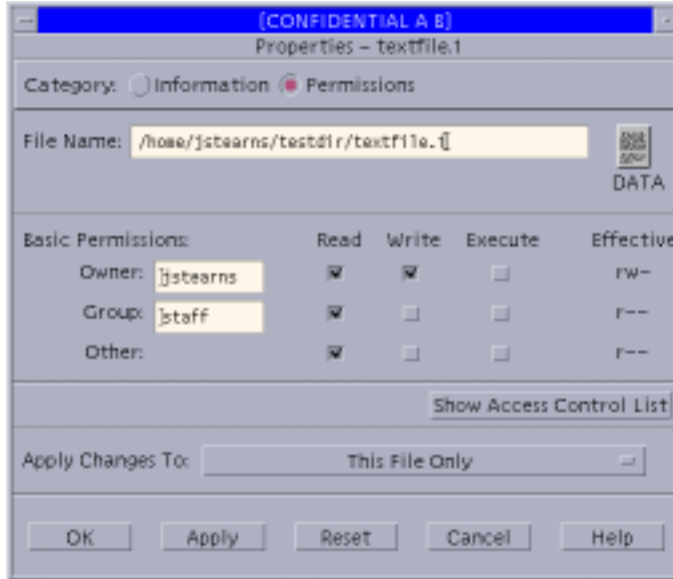 [CONFIDENTIAL A B]
Properties – textfile.1
Category: Information Permissions
File Name: /home/jstearns/testdir/textfile.1
DATA
Basic Permissions: Read Write Execute Effective
Owner: jstearns rw-
Group: staff r--
Other: r--
Show Access Control List
Apply Changes To: This File Only
OK Apply Reset Cancel Help